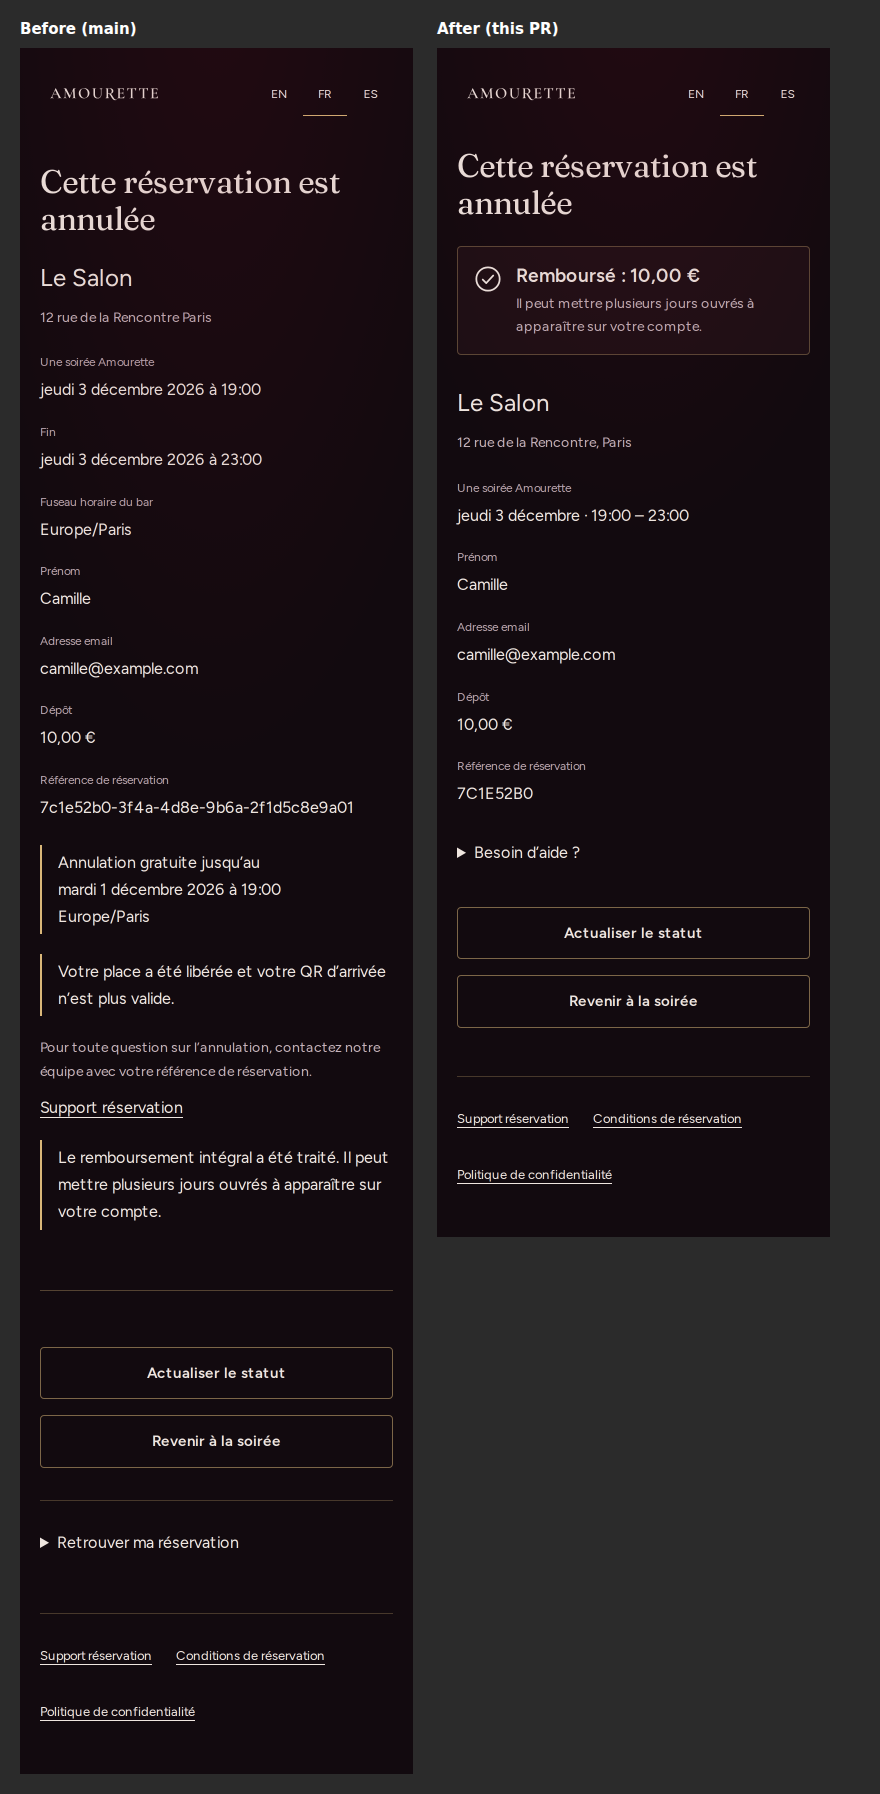 Before (main)
AMOURETTE
EN FR ES
Cette réservation est
annulée
Le Salon
12 rue de la Rencontre Paris
Une soirée Amourette
jeudi 3 décembre 2026 à 19:00
Fin
jeudi 3 décembre 2026 à 23:00
Fuseau horaire du bar
Europe/Paris
Prénom
Camille
Adresse email
camille@example.com
Dépôt
10,00 €
Référence de réservation
7c1e52b0-3f4a-4d8e-9b6a-2f1d5c8e9a01
Annulation gratuite jusqu’au
mardi 1 décembre 2026 à 19:00
Europe/Paris
Votre place a été libérée et votre QR d’arrivée
n’est plus valide.
Pour toute question sur l’annulation, contactez notre
équipe avec votre référence de réservation.
Support réservation
Le remboursement intégral a été traité. Il peut
mettre plusieurs jours ouvrés à apparaître sur
votre compte.
Actualiser le statut
Revenir à la soirée
▶ Retrouver ma réservation
Support réservation Conditions de réservation
Politique de confidentialité
After (this PR)
AMOURETTE
EN FR ES
Cette réservation est
annulée
Remboursé : 10,00 €
Il peut mettre plusieurs jours ouvrés à
apparaître sur votre compte.
Le Salon
12 rue de la Rencontre, Paris
Une soirée Amourette
jeudi 3 décembre · 19:00 – 23:00
Prénom
Camille
Adresse email
camille@example.com
Dépôt
10,00 €
Référence de réservation
7C1E52B0
▶ Besoin d’aide ?
Actualiser le statut
Revenir à la soirée
Support réservation Conditions de réservation
Politique de confidentialité